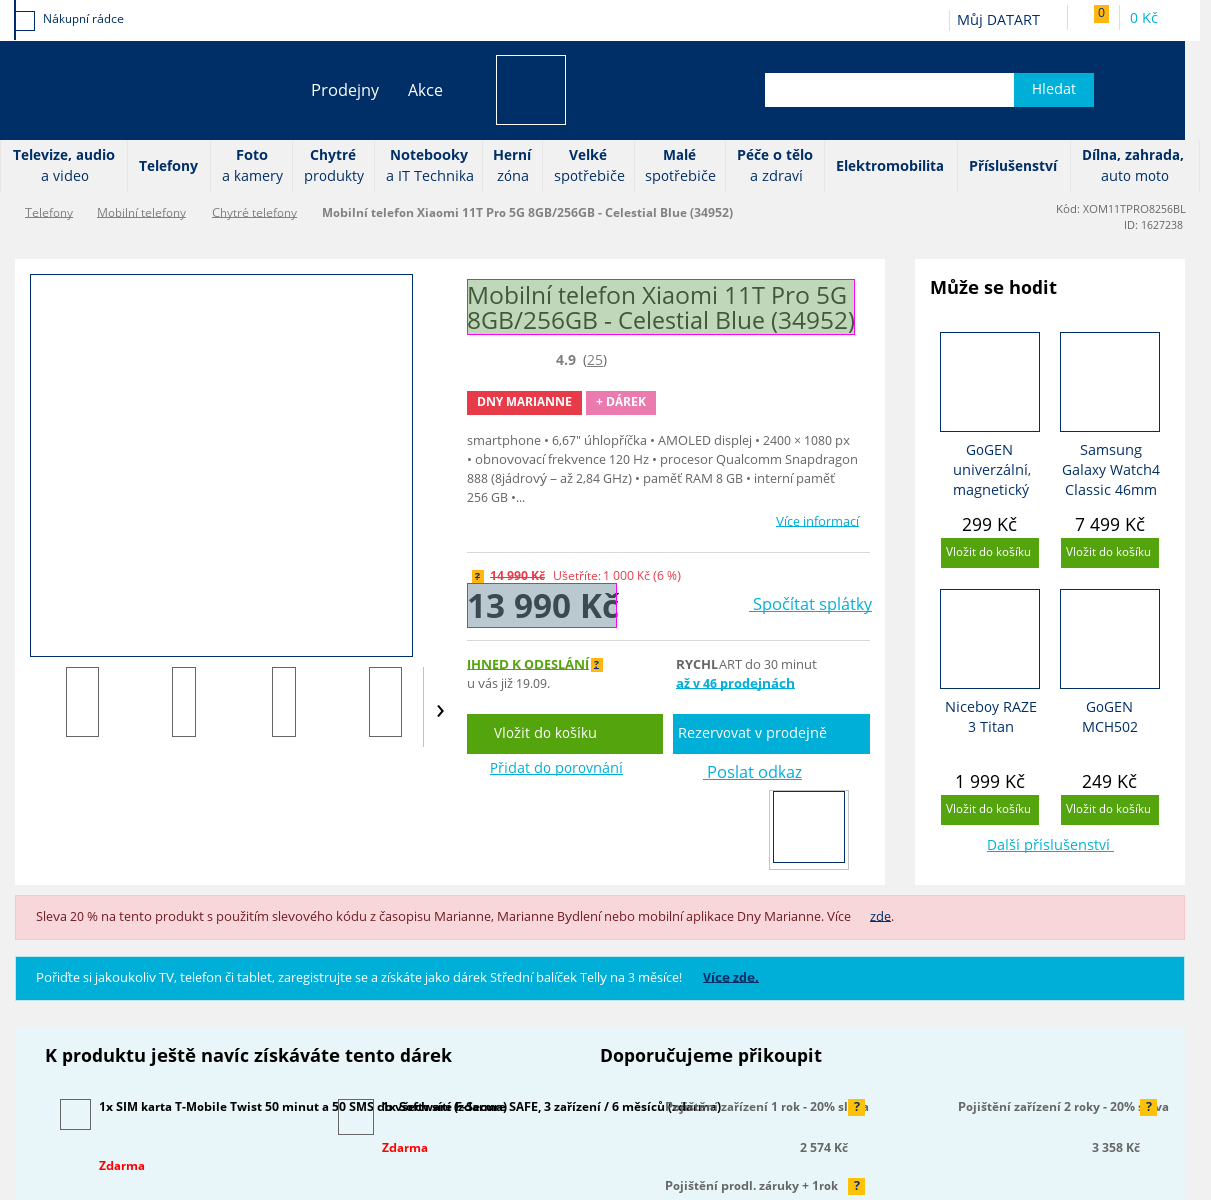 Nákupní rádce
Můj DATART
0
0 Kč
Prodejny
Akce
Hledat
Televize, audio
a video
Telefony
Foto
a kamery
Chytré
produkty
Notebooky
a IT Technika
Herní
zóna
Velké
spotřebiče
Malé
spotřebiče
Péče o tělo
a zdraví
Elektromobilita
Příslušenství
Dílna, zahrada,
auto moto
Telefony
Mobilní telefony
Chytré telefony
Mobilní telefon Xiaomi 11T Pro 5G 8GB/256GB - Celestial Blue (34952)
Kód: XOM11TPRO8256BL
ID: 1627238
Mobilní telefon Xiaomi 11T Pro 5G
8GB/256GB - Celestial Blue (34952)
4.9 (25)
DNY MARIANNE
+ DÁREK
smartphone • 6,67" úhlopříčka • AMOLED displej • 2400 × 1080 px
• obnovovací frekvence 120 Hz • procesor Qualcomm Snapdragon
888 (8jádrový – až 2,84 GHz) • paměť RAM 8 GB • interní paměť
256 GB •...
Více informací
? 14 990 Kč Ušetříte: 1 000 Kč (6 %)
13 990 Kč
Spočítat splátky
IHNED K ODESLÁNÍ ?
u vás již 19.09.
RYCHLART do 30 minut
až v 46 prodejnách
Vložit do košíku
Rezervovat v prodejně
Přidat do porovnání
Poslat odkaz
Může se hodit
GoGEN
univerzální,
magnetický
299 Kč
Vložit do košíku
Samsung
Galaxy Watch4
Classic 46mm
7 499 Kč
Vložit do košíku
Niceboy RAZE
3 Titan
1 999 Kč
Vložit do košíku
GoGEN
MCH502
249 Kč
Vložit do košíku
Další příslušenství
Sleva 20 % na tento produkt s použitím slevového kódu z časopisu Marianne, Marianne Bydlení nebo mobilní aplikace Dny Marianne. Více zde.
Pořiďte si jakoukoliv TV, telefon či tablet, zaregistrujte se a získáte jako dárek Střední balíček Telly na 3 měsíce! Více zde.
K produktu ještě navíc získáváte tento dárek
1x SIM karta T-Mobile Twist 50 minut a 50 SMS do všech sítí (zdarma)
Zdarma
1x Software F-Secure SAFE, 3 zařízení / 6 měsíců (zdarma)
Zdarma
Doporučujeme přikoupit
Pojištění zařízení 1 rok - 20% sleva ?
2 574 Kč
Pojištění zařízení 2 roky - 20% sleva ?
3 358 Kč
Pojištění prodl. záruky + 1rok ?